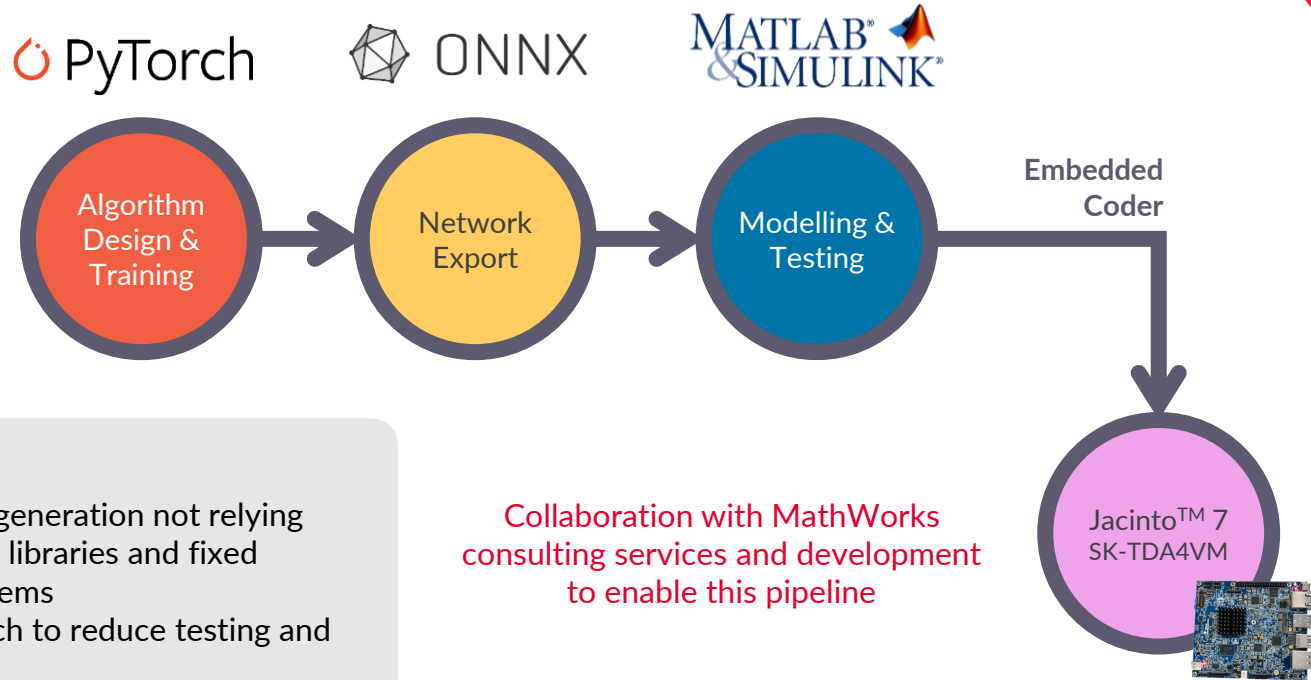 PyTorch
ONNX
MATLAB®
&SIMULINK®
Algorithm
Design &
Training
Network
Export
Modelling &
Testing
Embedded
Coder
Jacinto™ 7
SK-TDA4VM
generation not relying
libraries and fixed
ch to reduce testing and
Collaboration with MathWorks
consulting services and development
to enable this pipeline